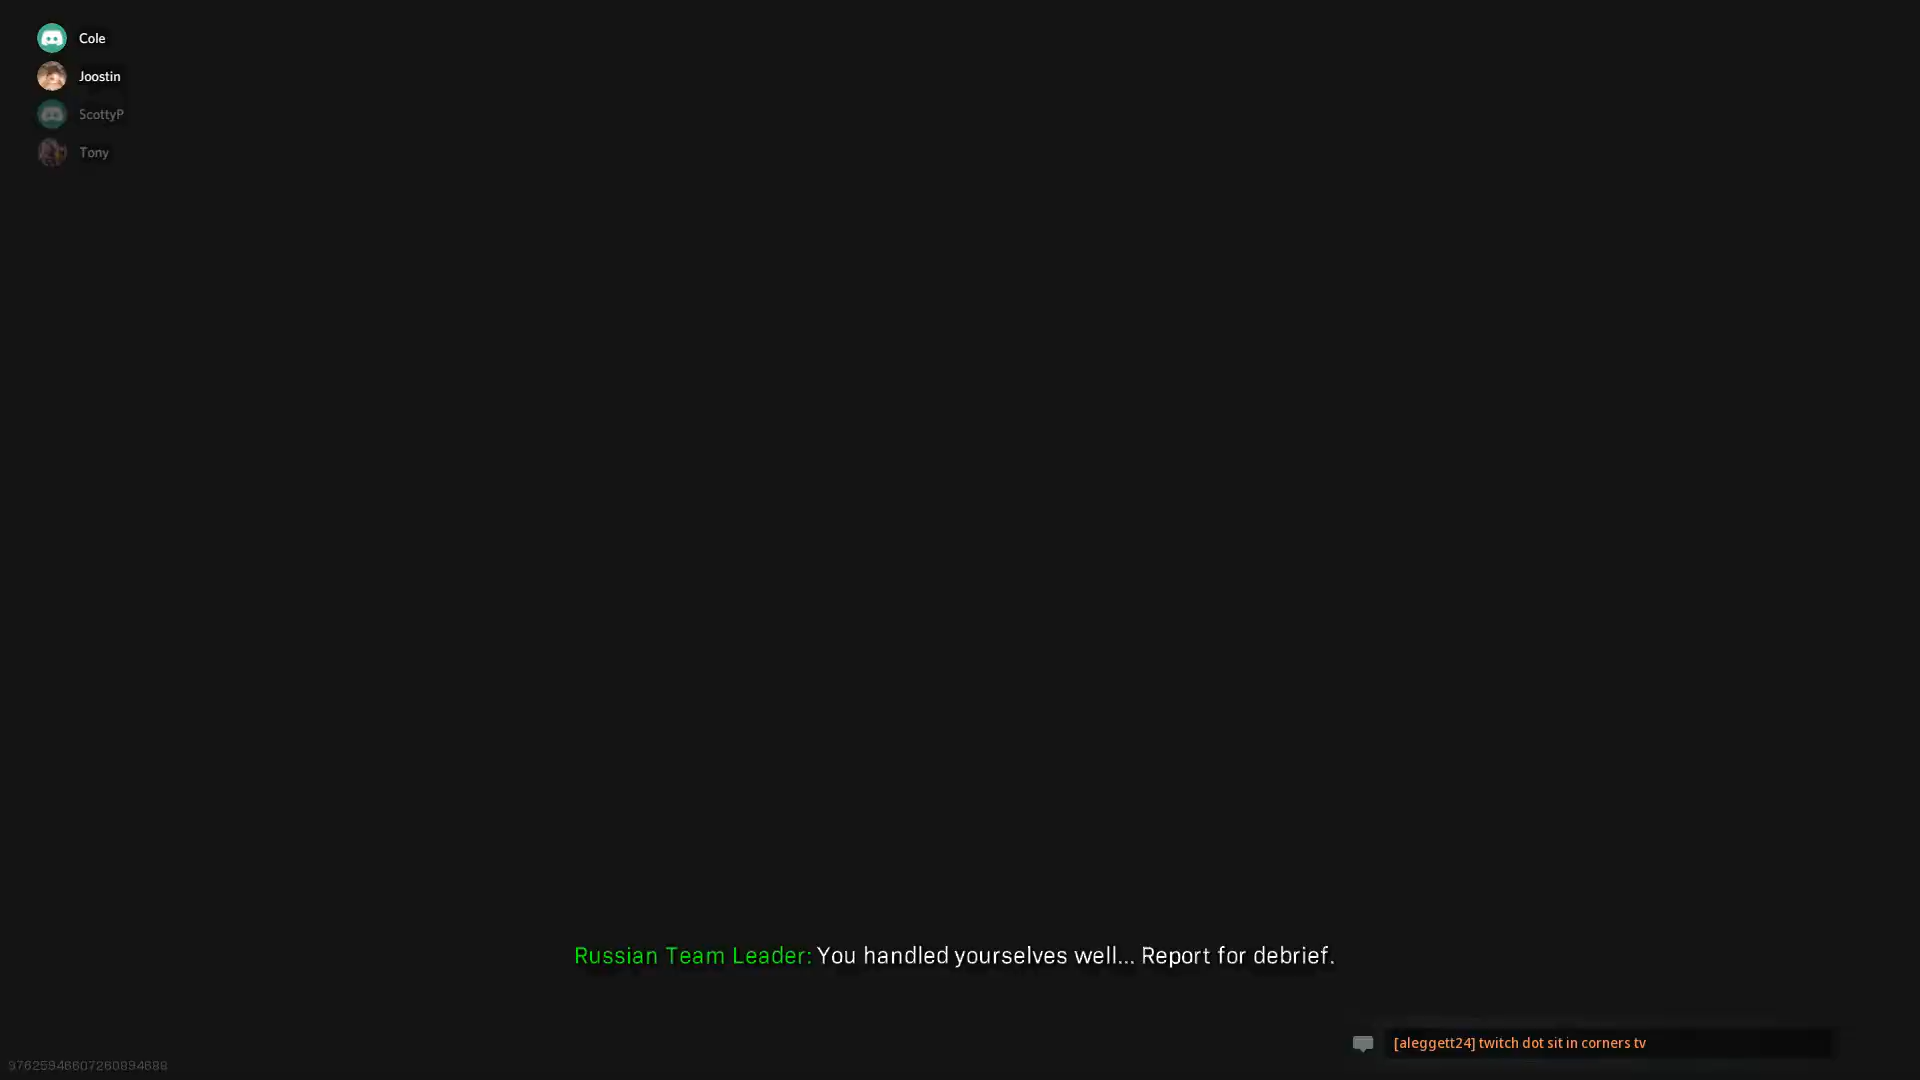 Cole
Joostin
ScottyP
Tony
Russian Team Leader: You handled yourselves well... Report for debrief.
[aleggett24] twitch dot sit in corners tv